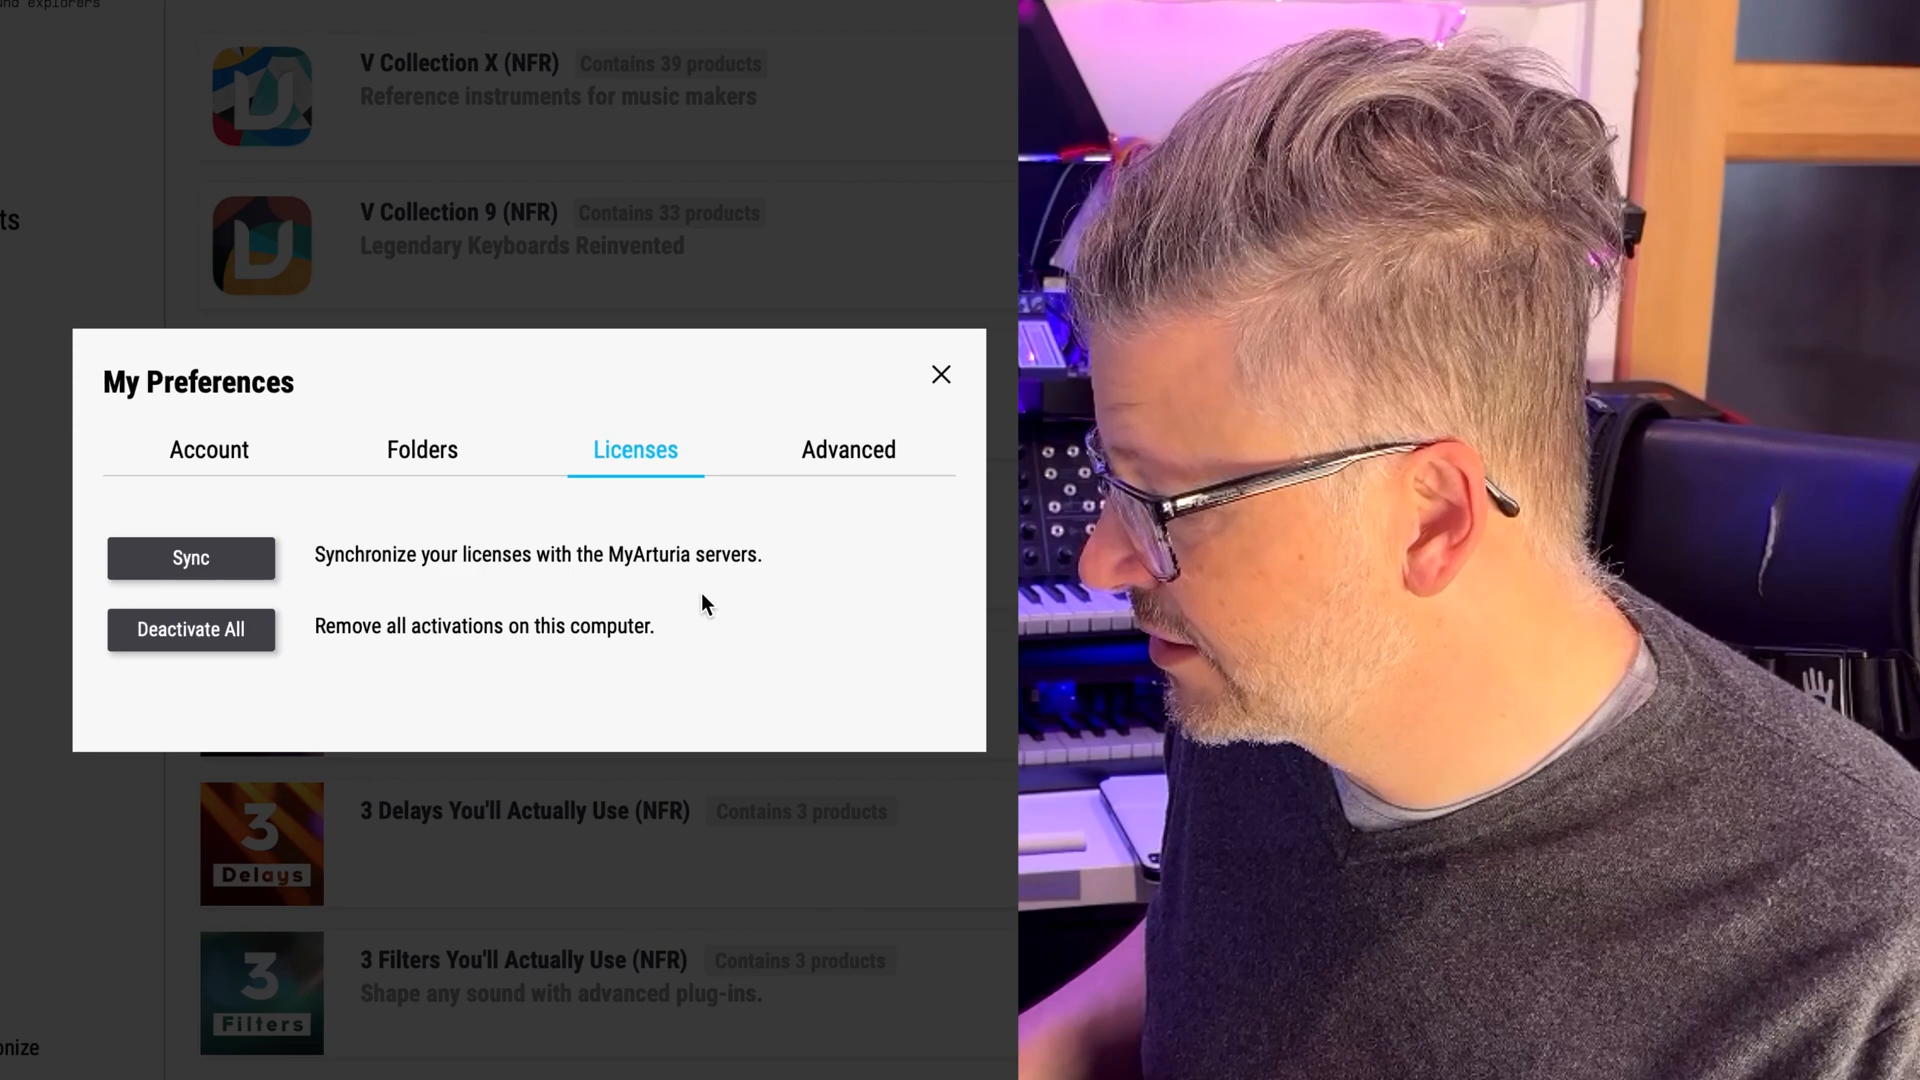 und explorers
V Collection X (NFR) Contains 39 products
Reference instruments for music makers
V Collection 9 (NFR) Contains 33 products
Legendary Keyboards Reinvented
ts
My Preferences
Account Folders Licenses Advanced
Sync Synchronize your licenses with the MyArturia servers.
Deactivate All Remove all activations on this computer.
3 Delays
3 Delays You'll Actually Use (NFR) Contains 3 products
3 Filters
3 Filters You'll Actually Use (NFR) Contains 3 products
Shape any sound with advanced plug-ins.
onize